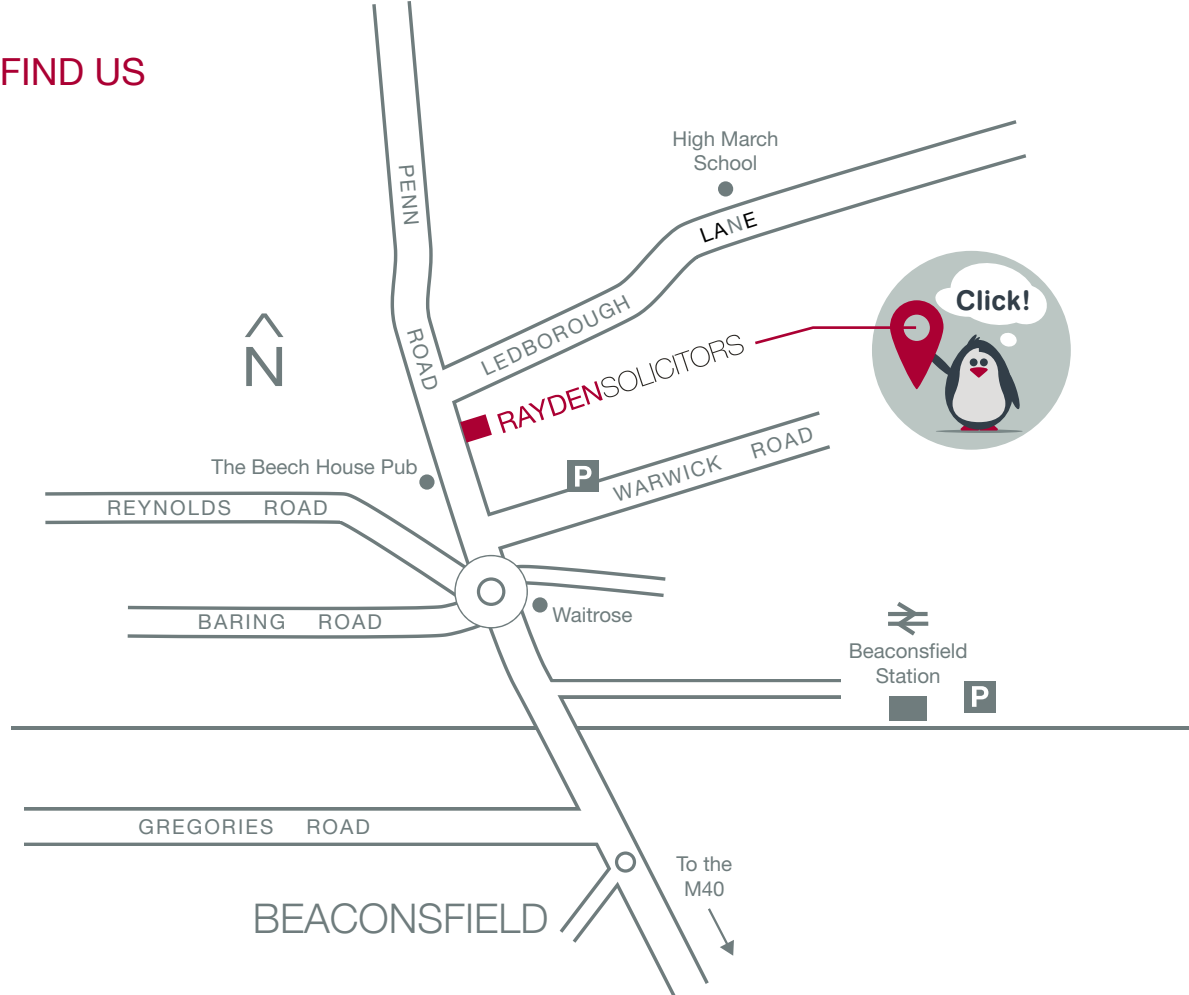 FIND US
High March
School
PENN
ROAD
LEDBOROUGH LANE
Click!
N
RAYDENSOLICITORS
The Beech House Pub
P
WARWICK ROAD
REYNOLDS ROAD
BARING ROAD
Waitrose
Beaconsfield
Station
P
GREGORIES ROAD
To the
M40
BEACONSFIELD